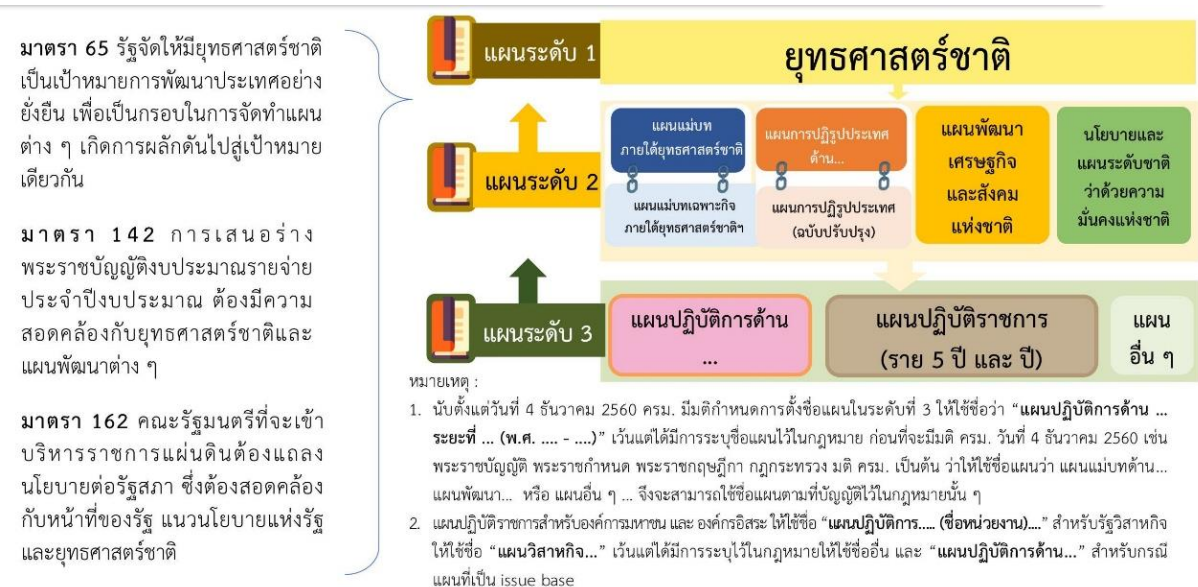 มาตรา 65 รัฐจัดให้มียุทธศาสตร์ชาติ
เป็นเป้าหมายการพัฒนาประเทศอย่าง
ยั่งยืน เพื่อเป็นกรอบในการจัดทำแผน
ต่าง ๆ เกิดการผลักดันไปสู่เป้าหมาย
เดียวกัน
มาตรา 142 การเสนอร่าง
พระราชบัญญัติงบประมาณรายจ่าย
ประจำปีงบประมาณ ต้องมีความ
สอดคล้องกับยุทธศาสตร์ชาติและ
แผนพัฒนาต่าง ๆ
มาตรา 162 คณะรัฐมนตรีที่จะเข้า
บริหารราชการแผ่นดินต้องแถลง
นโยบายต่อรัฐสภา ซึ่งต้องสอดคล้อง
กับหน้าที่ของรัฐ แนวนโยบายแห่งรัฐ
และยุทธศาสตร์ชาติ
แผนระดับ 1
ยุทธศาสตร์ชาติ
แผนระดับ 2
แผนแม่บท
ภายใต้ยุทธศาสตร์ชาติ
แผนแม่บทเฉพาะกิจ
ภายใต้ยุทธศาสตร์ชาติฯ
แผนการปฏิรูปประเทศ
ด้าน...
แผนการปฏิรูปประเทศ
(ฉบับปรับปรุง)
แผนพัฒนา
เศรษฐกิจ
และสังคม
แห่งชาติ
นโยบายและ
แผนระดับชาติ
ว่าด้วยความ
มั่นคงแห่งชาติ
แผนระดับ 3
แผนปฏิบัติการด้าน
...
แผนปฏิบัติราชการ
(ราย 5 ปี และ ปี)
แผน
อื่น ๆ
หมายเหตุ :
1. นับตั้งแต่วันที่ 4 ธันวาคม 2560 ครม. มีมติกำหนดการตั้งชื่อแผนในระดับที่ 3 ให้ใช้ชื่อว่า “แผนปฏิบัติการด้าน ...
ระยะที่ ... (พ.ศ. .... - ....)” เว้นแต่ได้มีการระบุชื่อแผนไว้ในกฎหมาย ก่อนที่จะมีมติ ครม. วันที่ 4 ธันวาคม 2560 เช่น
พระราชบัญญัติ พระราชกำหนด พระราชกฤษฎีกา กฎกระทรวง มติ ครม. เป็นต้น ว่าให้ใช้ชื่อแผนว่า แผนแม่บทด้าน...
แผนพัฒนา... หรือ แผนอื่น ๆ ... จึงจะสามารถใช้ชื่อแผนตามที่บัญญัติไว้ในกฎหมายนั้น ๆ
2. แผนปฏิบัติราชการสำหรับองค์การมหาชน และ องค์กรอิสระ ให้ใช้ชื่อ “แผนปฏิบัติการ..... (ชื่อหน่วยงาน)....” สำหรับรัฐวิสาหกิจ
ให้ใช้ชื่อ “แผนวิสาหกิจ...” เว้นแต่ได้มีการระบุไว้ในกฎหมายให้ใช้ชื่ออื่น และ “แผนปฏิบัติการด้าน...” สำหรับกรณี
แผนที่เป็น issue base